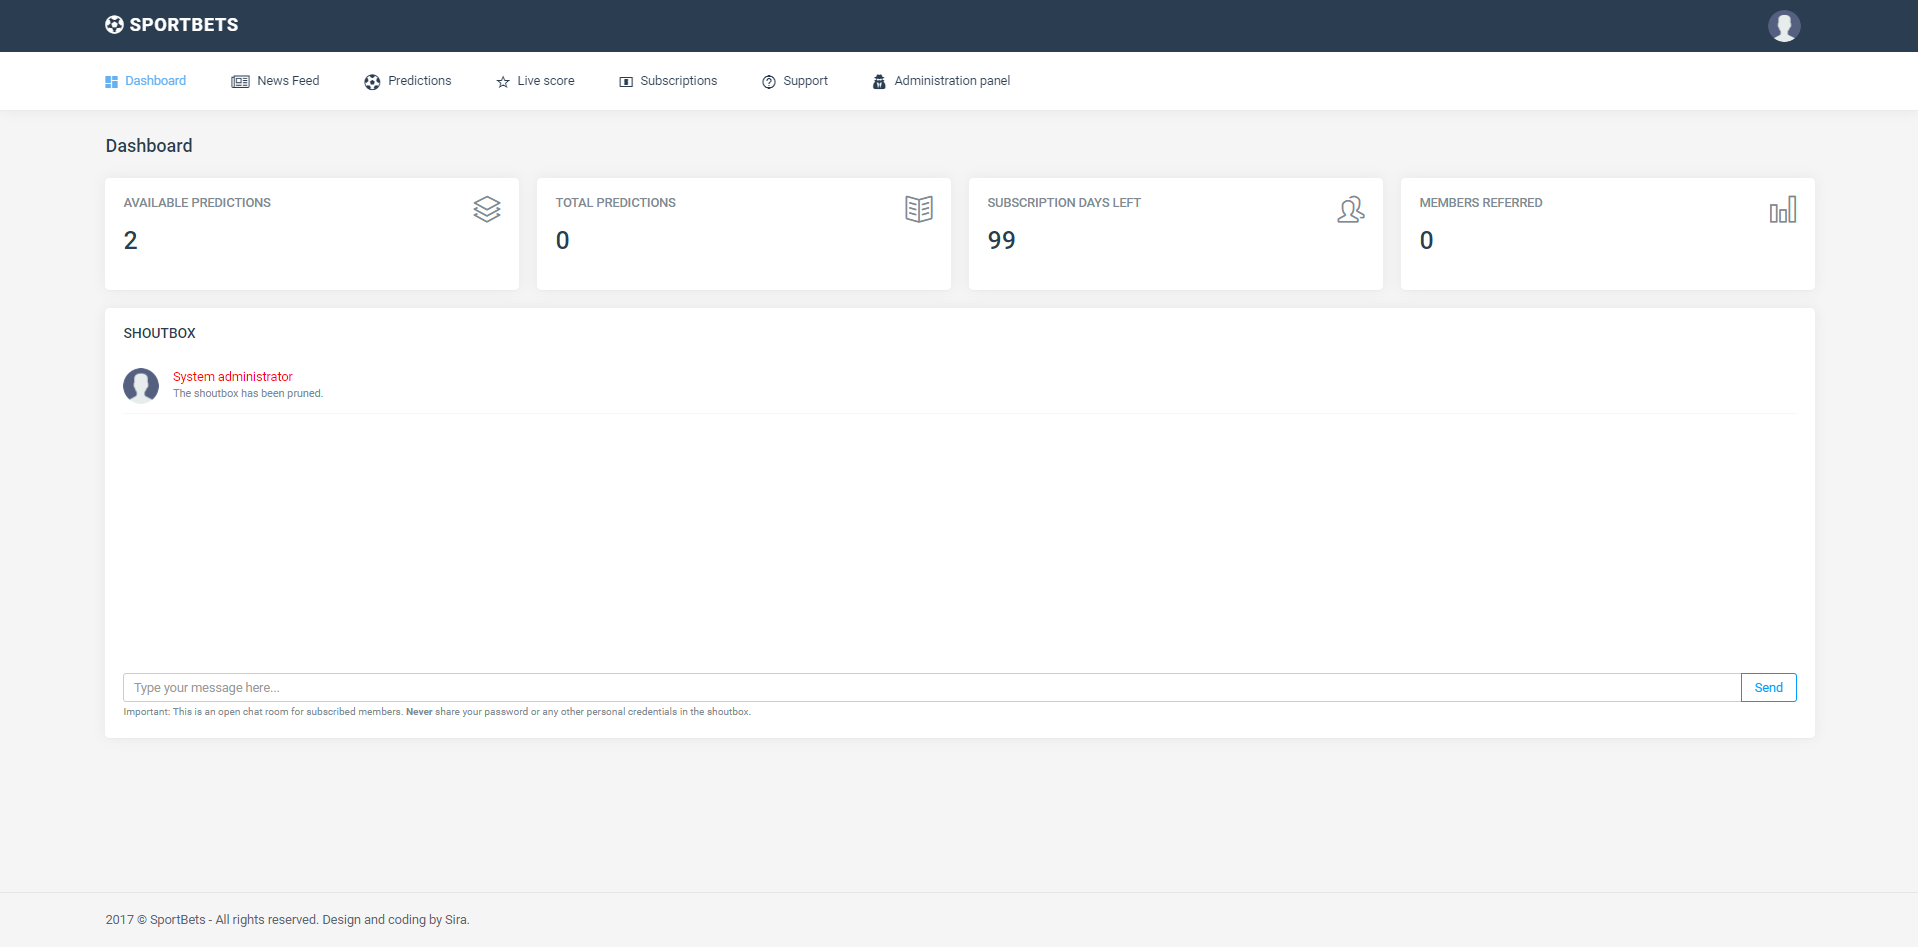 SPORTBETS
Dashboard News Feed Predictions Live score Subscriptions Support Administration panel
Dashboard
AVAILABLE PREDICTIONS
2
TOTAL PREDICTIONS
0
SUBSCRIPTION DAYS LEFT
99
MEMBERS REFERRED
0
SHOUTBOX
System administrator
The shoutbox has been pruned.
Type your message here...
Send
Important: This is an open chat room for subscribed members. Never share your password or any other personal credentials in the shoutbox.
2017 © SportBets - All rights reserved. Design and coding by Sira.